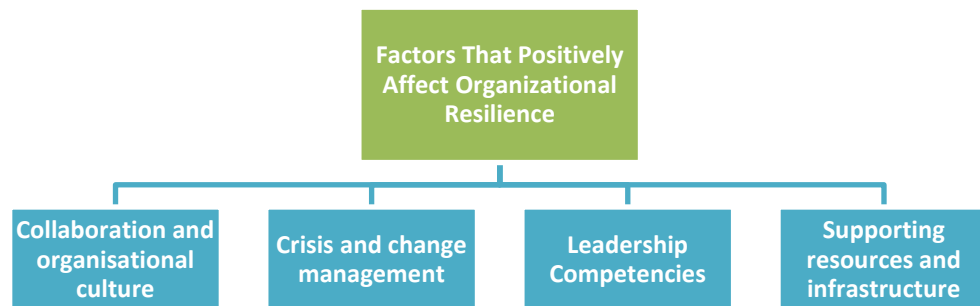 Factors That Positively
Affect Organizational
Resilience
Collaboration and
organisational
culture
Crisis and change
management
Leadership
Competencies
Supporting
resources and
infrastructure